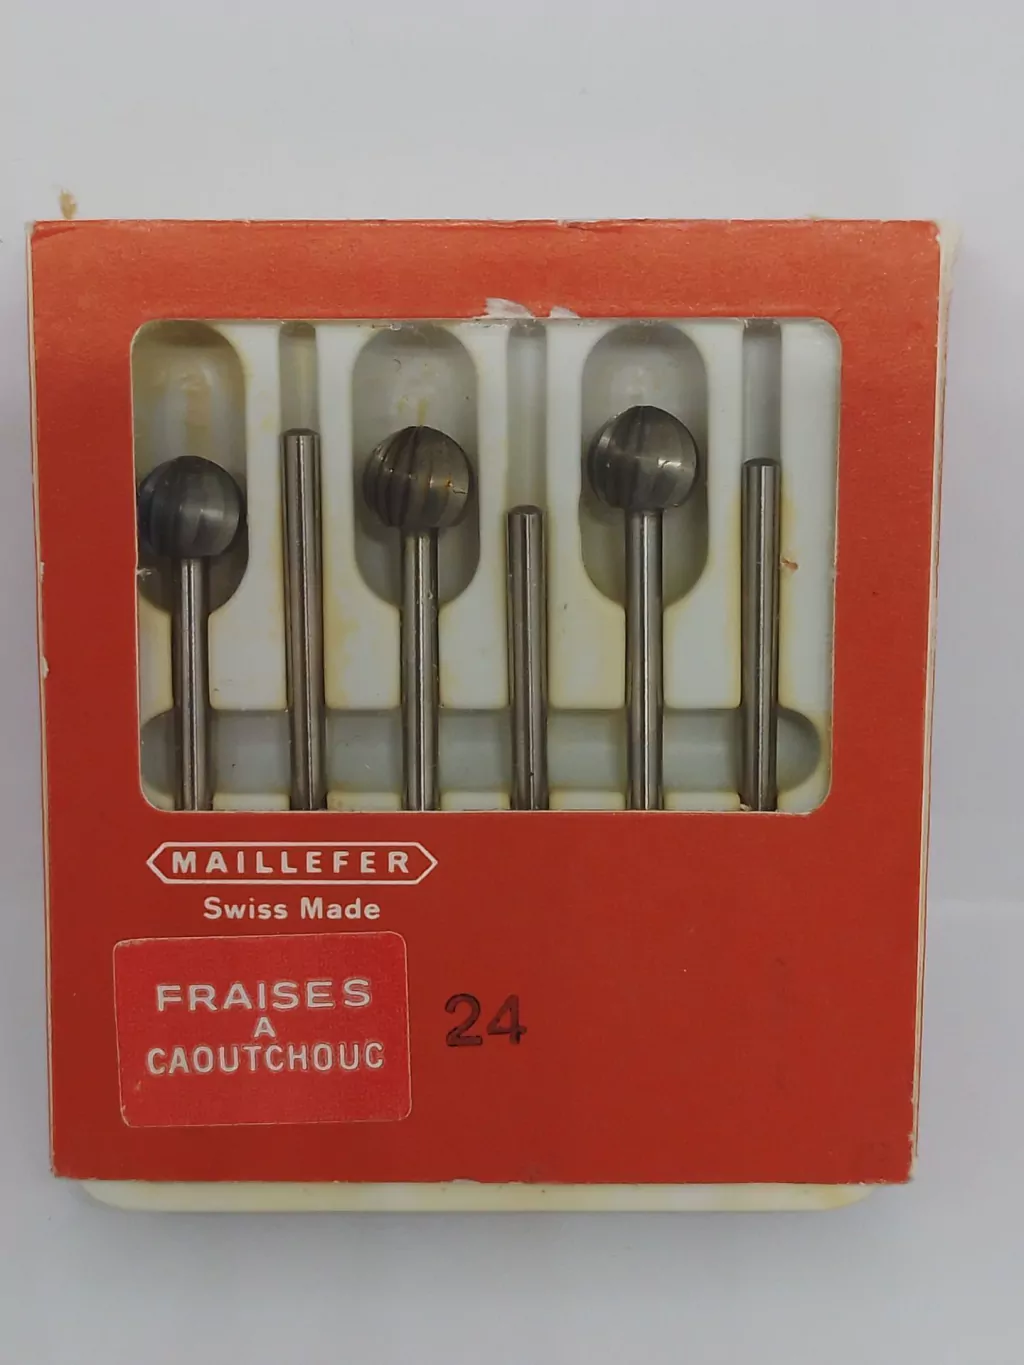 MAILLEFER
Swiss Made
FRAISES
A
CAOUTCHOUC
24